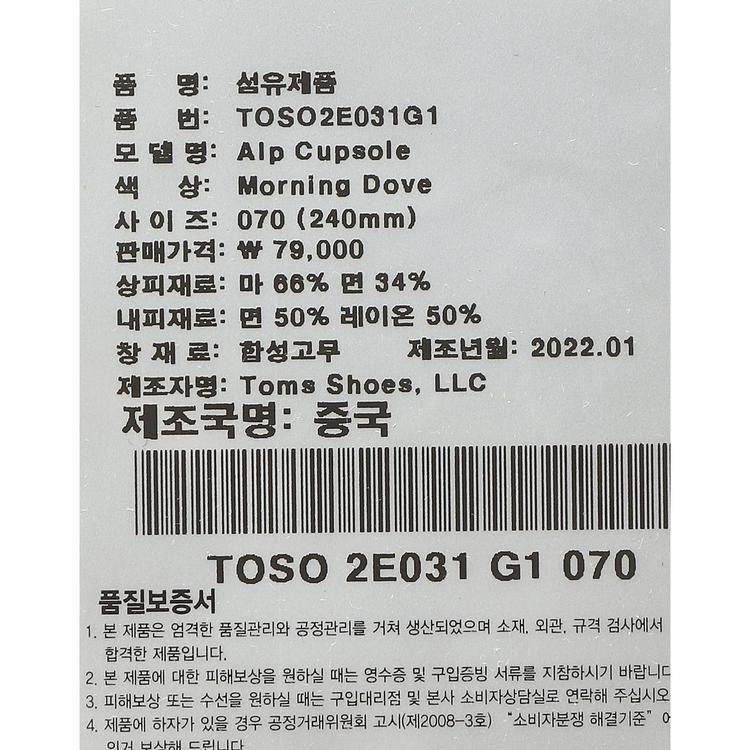 품 명: 섬유제품
품 번: TOSO2E031G1
모 델 명: Alp Cupsole
색 상: Morning Dove
사 이 즈: 070 (240mm)
판매가격: ₩ 79,000
상피재료: 마 66% 면 34%
내피재료: 면 50% 레이온 50%
창 재 료: 합성고무 제조년월: 2022.01
제조자명: Toms Shoes, LLC
제조국명: 중국
TOSO 2E031 G1 070
품질보증서
1. 본 제품은 엄격한 품질관리와 공정관리를 거쳐 생산되었으며 소재, 외관, 규격 검사에서
합격한 제품입니다.
2. 본 제품에 대한 피해보상을 원하실 때는 영수증 및 구입증빙 서류를 지참하시기 바랍니다
3. 피해보상 또는 수선을 원하실 때는 구입대리점 및 본사 소비자상담실로 연락해 주십시오
4. 제품에 하자가 있을 경우 공정거래위원회 고시(제2008-3호) “소비자분쟁 해결기준”에
의거 보상해 드립니다.